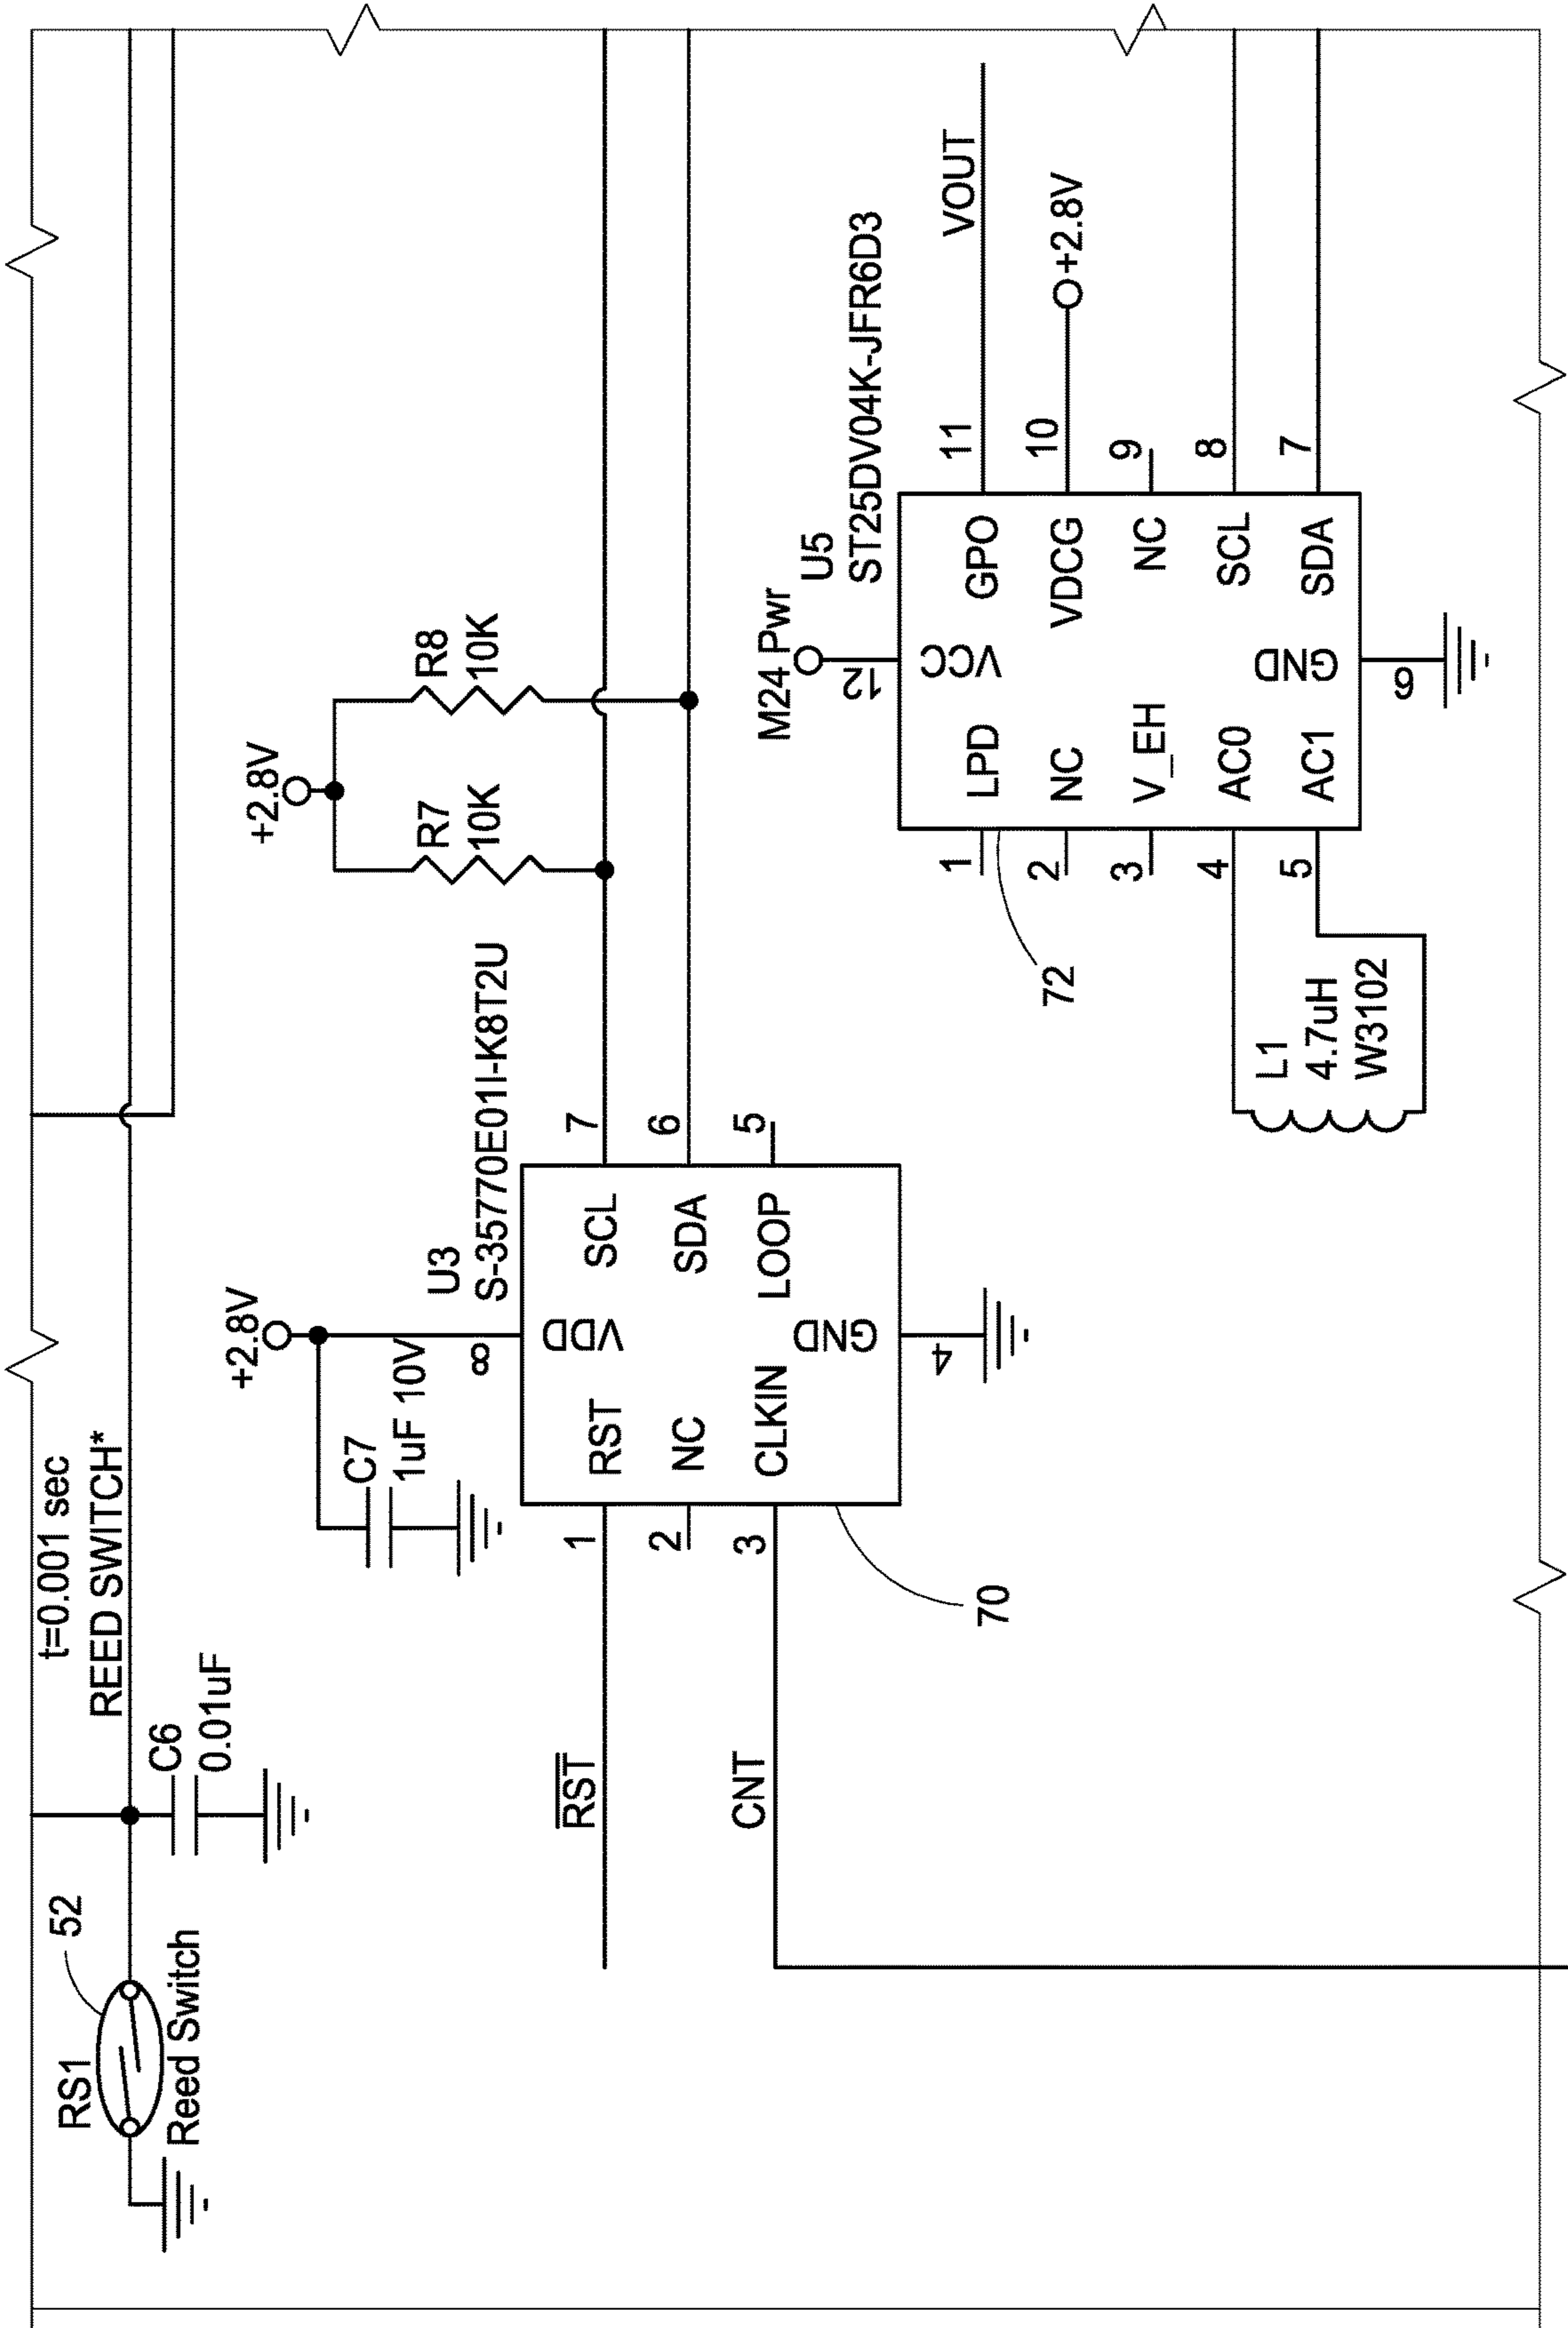 t=0.001 sec
REED SWITCH*
RS1
52
Reed Switch
C6
0.01uF
+2.8V
C7
1uF 10V
U3
S-35770E01I-K8T2U
8
VDD
RST
NC
CLKIN
GND
SCL
SDA
LOOP
1
2
3
4
5
6
7
RST
CNT
70
+2.8V
R7
10K
R8
10K
M24 Pwr
U5
ST25DV04K-JFR6D3
12
VCC
LPD
NC
V_EH
AC0
AC1
GND
GPO
VDCG
NC
SCL
SDA
1
2
3
4
5
6
7
8
9
10
11
VOUT
+2.8V
72
L1
4.7uH
W3102